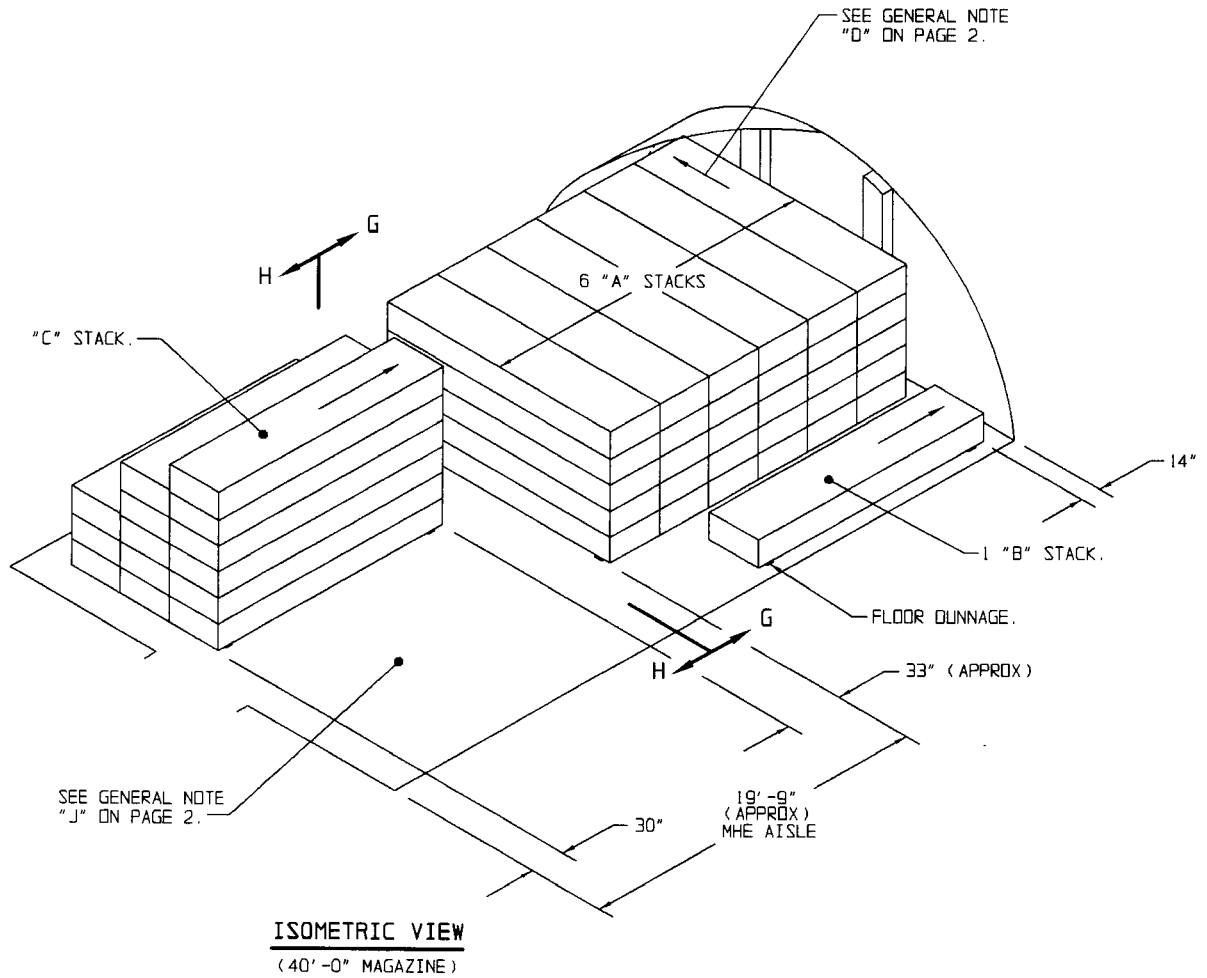 SEE GENERAL NOTE
"D" ON PAGE 2.
G
H
6 "A" STACKS
"C" STACK.
14"
1 "B" STACK.
FLOOR DUNNAGE.
G
H
33" (APPROX)
SEE GENERAL NOTE
"J" ON PAGE 2.
19'-9"
(APPROX)
MHE AISLE
30"
ISOMETRIC VIEW
(40'-0" MAGAZINE)